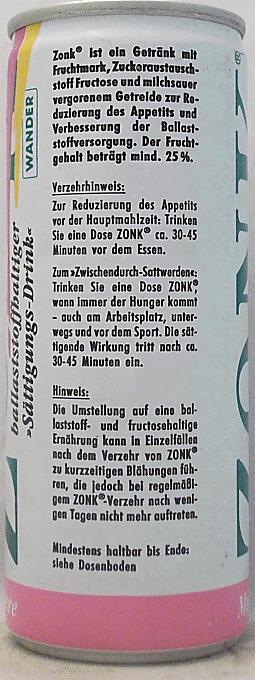 Zonk® ist ein Getränk mit
Fruchtmark, Zuckeraustausch-
stoff Fructose und milchsauer
vergorenem Getreide zur Re-
duzierung des Appetits und
Verbesserung der Ballast-
stoffversorgung. Der Frucht-
gehalt beträgt mind. 25%.
Verzehrhinweis:
Zur Reduzierung des Appetits
vor der Hauptmahlzeit: Trinken
Sie eine Dose ZONK® ca. 30-45
Minuten vor dem Essen.
Zum »Zwischendurch-Sattwerden«:
Trinken Sie eine Dose ZONK®
wann immer der Hunger kommt
- auch am Arbeitsplatz, unter-
wegs und vor dem Sport. Die sät-
tigende Wirkung tritt nach ca.
30-45 Minuten ein.
Hinweis:
Die Umstellung auf eine bal-
laststoff- und fructosehaltige
Ernährung kann in Einzelfällen
nach dem Verzehr von ZONK®
zu kurzzeitigen Blähungen füh-
ren, die jedoch bei regelmäßi-
gem ZONK®-Verzehr nach weni-
gen Tagen nicht mehr auftreten.
Mindestens haltbar bis Ende:
siehe Dosenboden
WANDER
ballaststoffhaltiger
»Sättigungs-Drink«